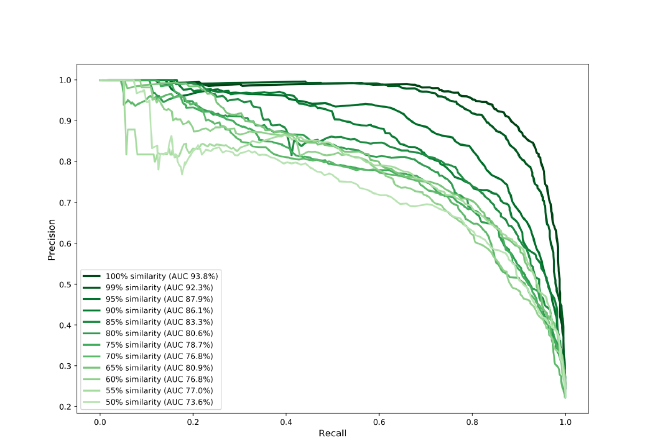 1.0
0.9
0.8
0.7
0.6
0.5
0.4
0.3
0.2
Precision
100% similarity (AUC 93.8%)
99% similarity (AUC 92.3%)
95% similarity (AUC 87.9%)
90% similarity (AUC 86.1%)
85% similarity (AUC 83.3%)
80% similarity (AUC 80.6%)
75% similarity (AUC 78.7%)
70% similarity (AUC 76.8%)
65% similarity (AUC 80.9%)
60% similarity (AUC 76.8%)
55% similarity (AUC 77.0%)
50% similarity (AUC 73.6%)
0.0 0.2 0.4 0.6 0.8 1.0
Recall